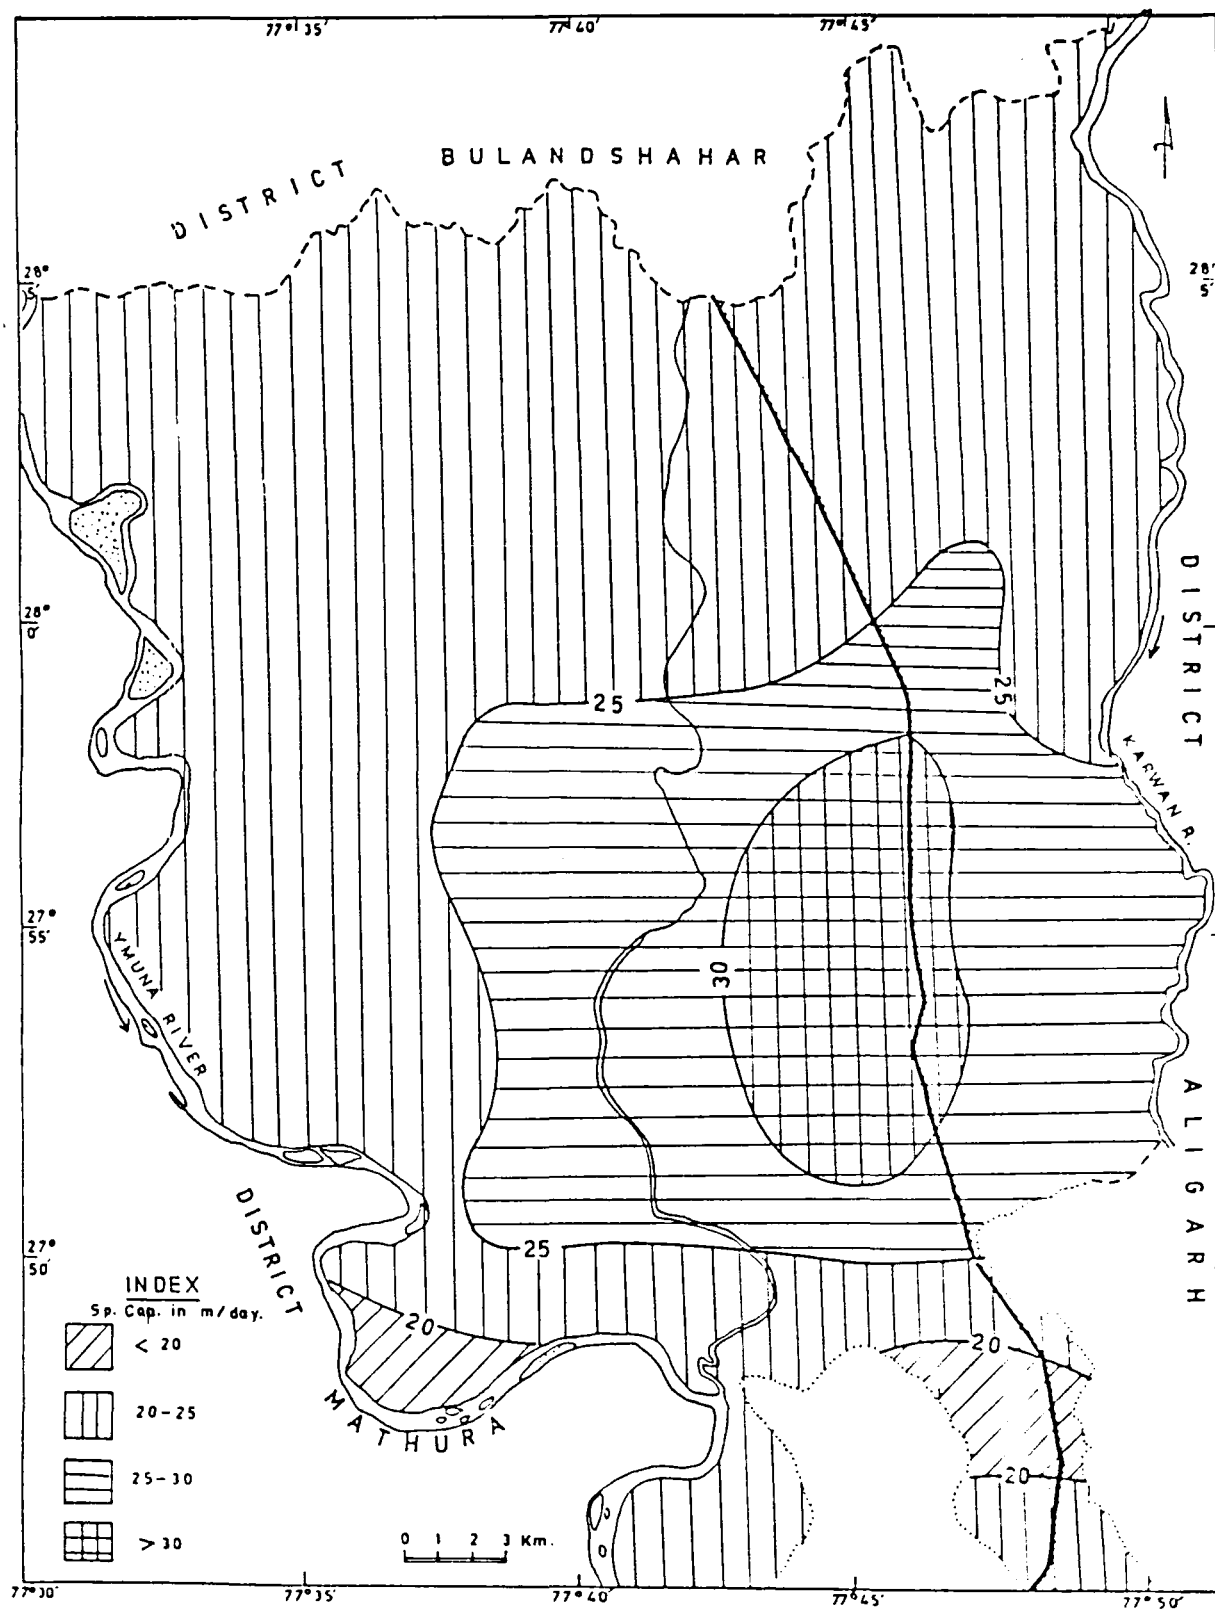 77° 35'
77° 40'
77° 45'
DISTRICT BULANDSHAHAR
28° 5'
28° 5'
28° 0'
25
25
DISTRICT
KARWAN R.
27° 55'
30
YMUNA RIVER
ALIGARH
DISTRICT
27° 50'
25
INDEX
Sp. Cap. in m/day.
< 20
20-25
25-30
> 30
20
20
MATHURA
20
0 1 2 3 Km.
77° 30'
77° 35'
77° 40'
77° 45'
77° 50'